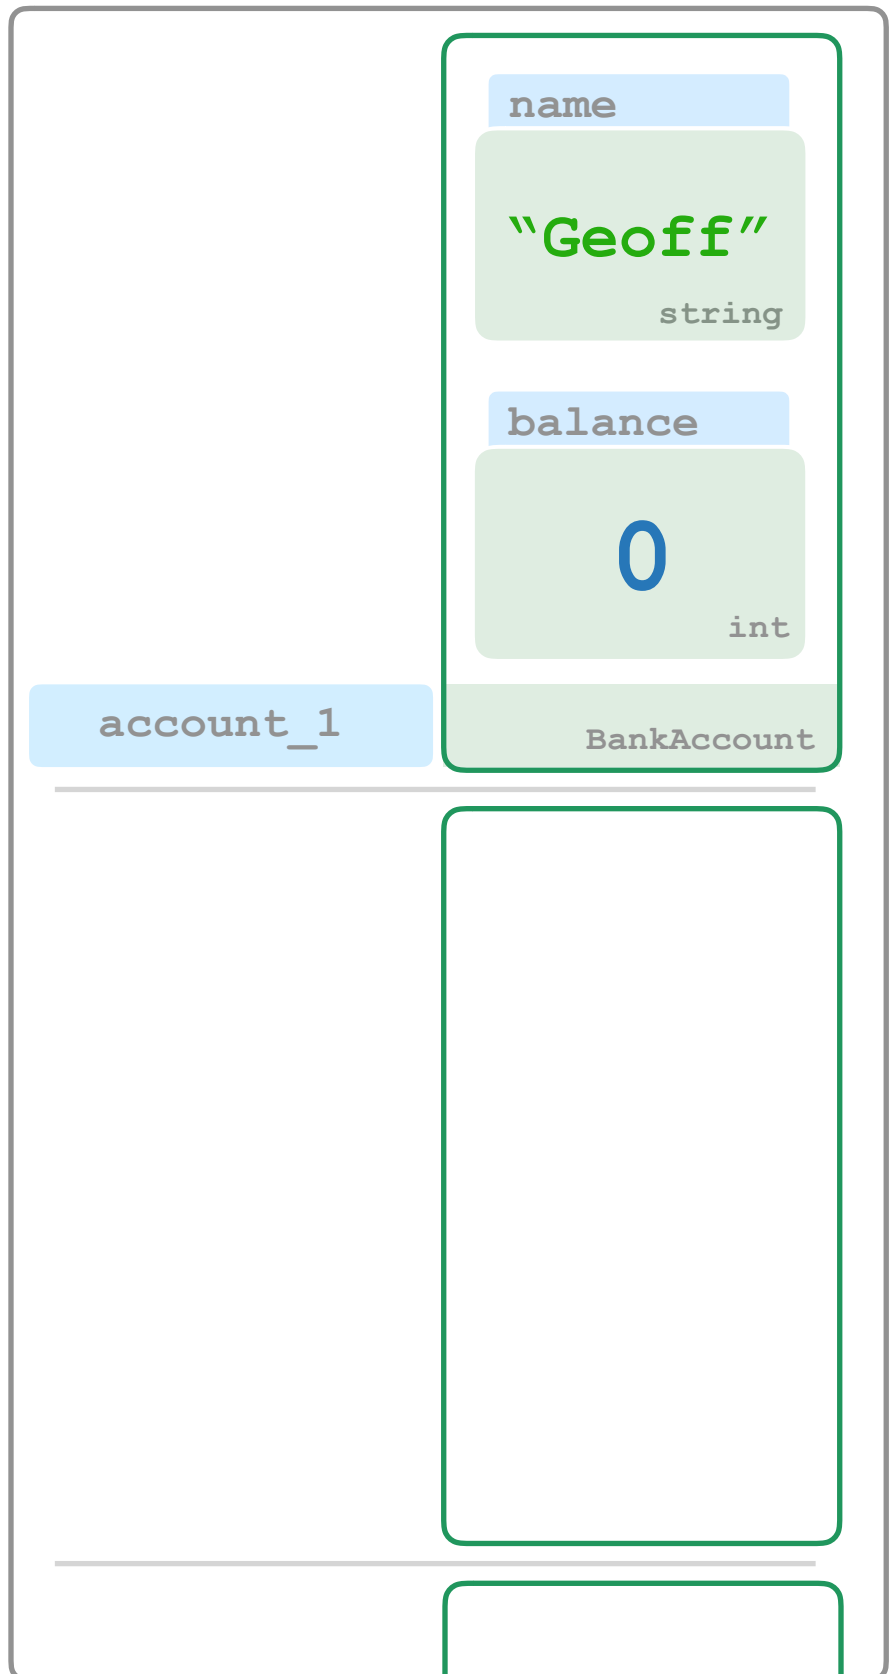 name
“Geoff”
string
balance
0
int
account_1
BankAccount